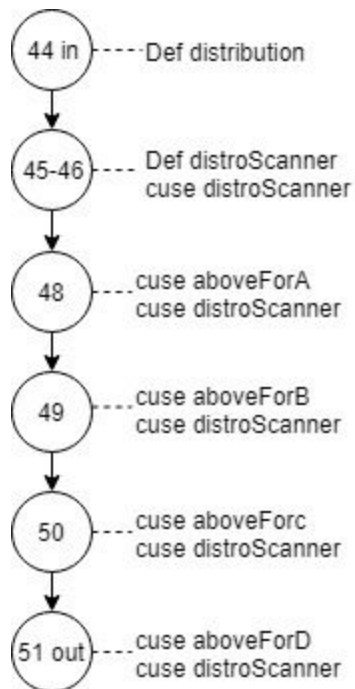 44 in
Def distribution
45-46
Def distroScanner
cuse distroScanner
48
cuse aboveForA
cuse distroScanner
49
cuse aboveForB
cuse distroScanner
50
cuse aboveForc
cuse distroScanner
51 out
cuse aboveForD
cuse distroScanner